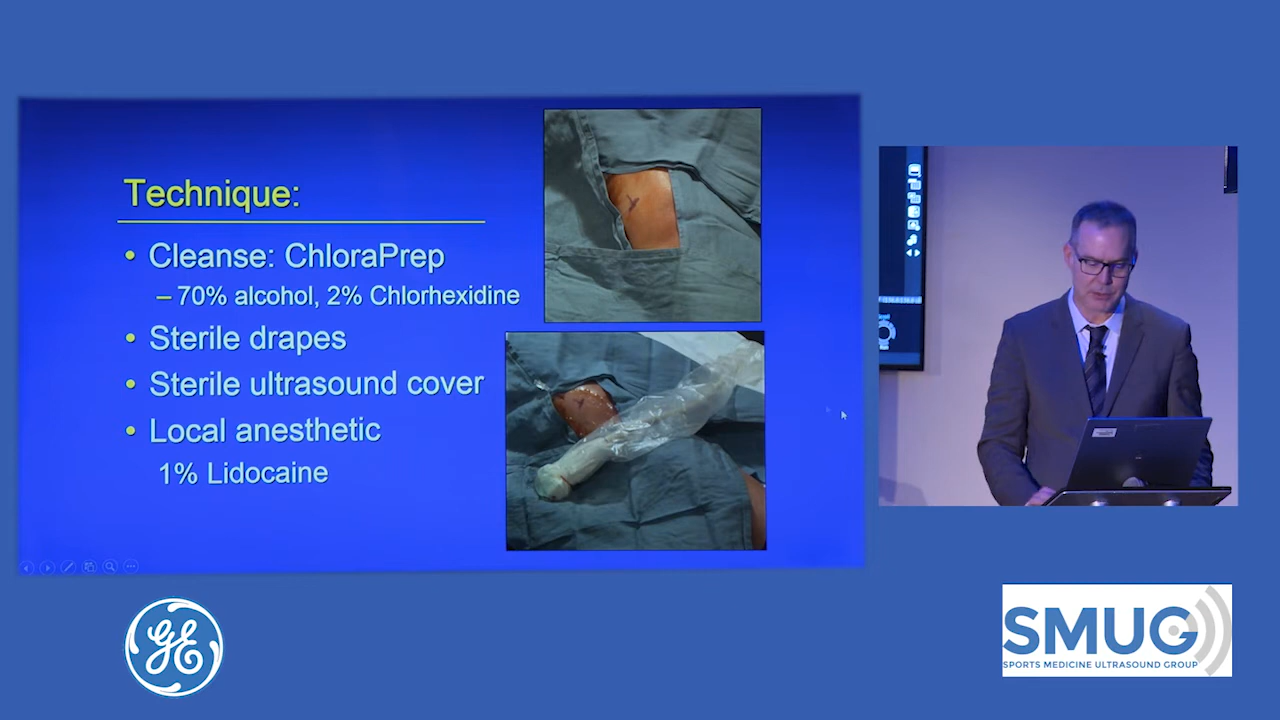 Technique:
• Cleanse: ChloraPrep
– 70% alcohol, 2% Chlorhexidine
• Sterile drapes
• Sterile ultrasound cover
• Local anesthetic
1% Lidocaine
GE
SMUG
SPORTS MEDICINE ULTRASOUND GROUP